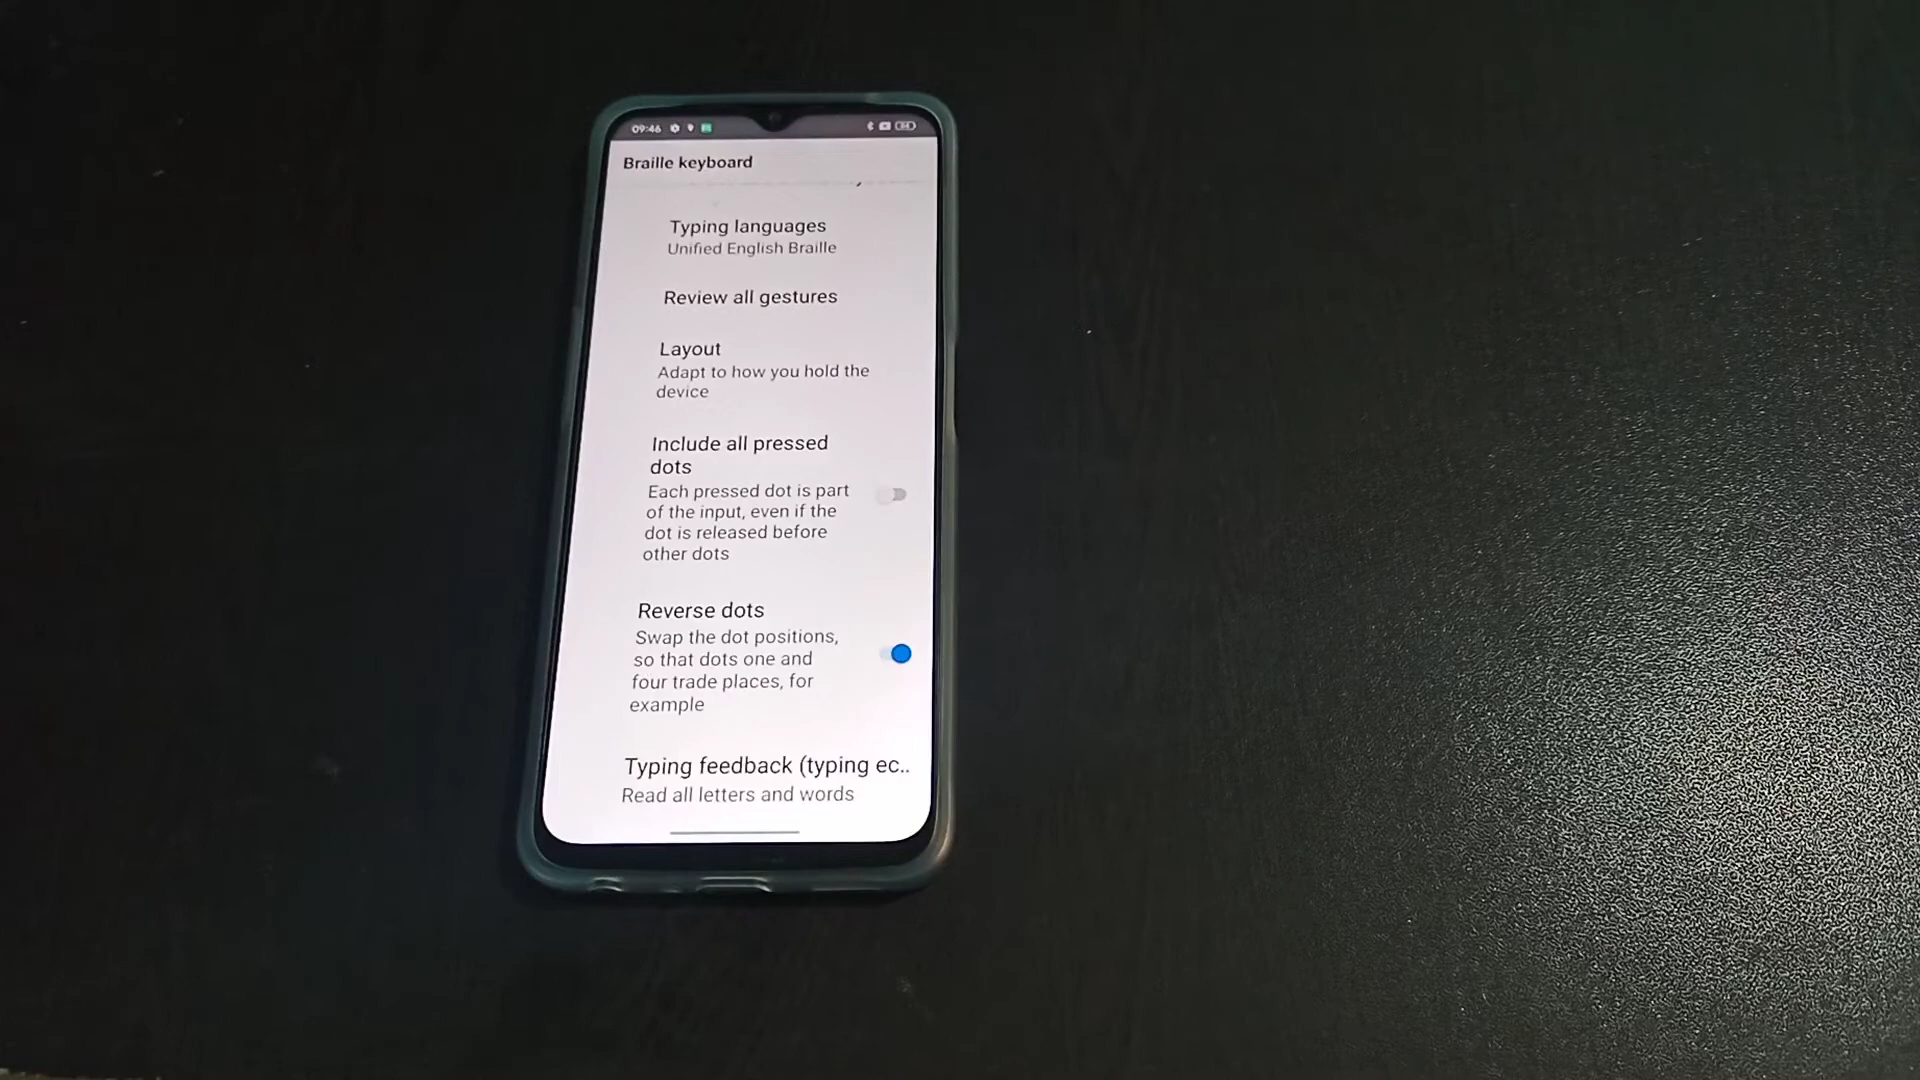 09:46
84
Braille keyboard
Typing languages
Unified English Braille
Review all gestures
Layout
Adapt to how you hold the
device
Include all pressed
dots
Each pressed dot is part
of the input, even if the
dot is released before
other dots
Reverse dots
Swap the dot positions,
so that dots one and
four trade places, for
example
Typing feedback (typing ec..
Read all letters and words